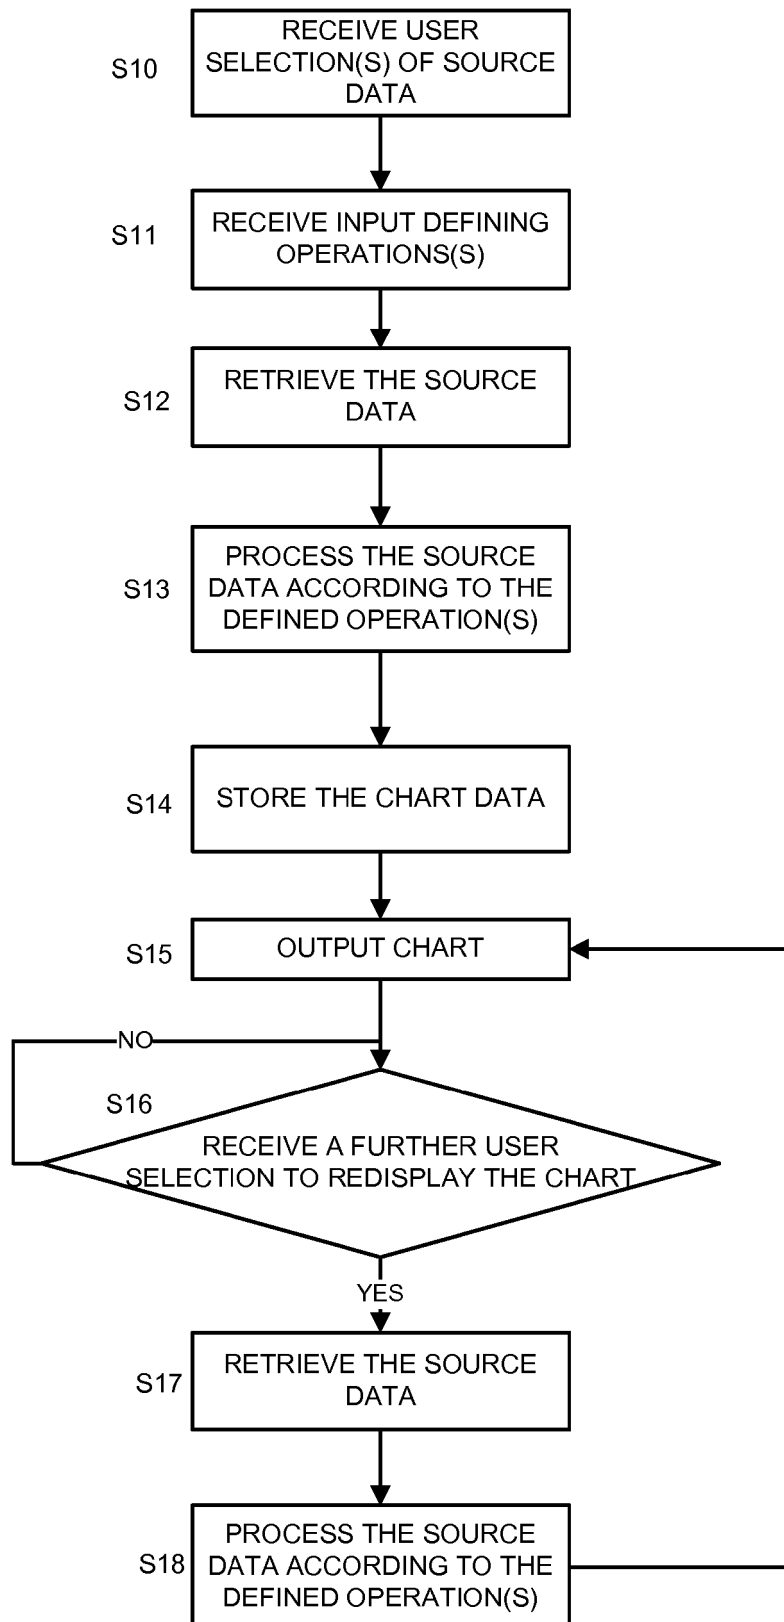 RECEIVE USER
SELECTION(S) OF SOURCE
DATA
S10
RECEIVE INPUT DEFINING
OPERATIONS(S)
S11
RETRIEVE THE SOURCE
DATA
S12
PROCESS THE SOURCE
DATA ACCORDING TO THE
DEFINED OPERATION(S)
S13
STORE THE CHART DATA
S14
OUTPUT CHART
S15
NO
S16
RECEIVE A FURTHER USER
SELECTION TO REDISPLAY THE CHART
YES
RETRIEVE THE SOURCE
DATA
S17
PROCESS THE SOURCE
DATA ACCORDING TO THE
DEFINED OPERATION(S)
S18